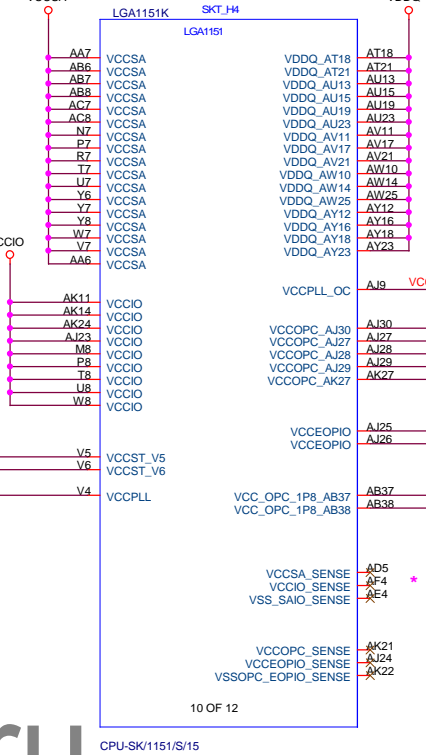 LGA1151K SKT_H4
LGA1151
AA7 VCCSA VDDQ_AT18 AT18
AB6 VCCSA VDDQ_AT21 AT21
AB7 VCCSA VDDQ_AU13 AU13
AB8 VCCSA VDDQ_AU15 AU15
AC7 VCCSA VDDQ_AU19 AU19
AC8 VCCSA VDDQ_AU23 AU23
N7 VCCSA VDDQ_AV11 AV11
P7 VCCSA VDDQ_AV17 AV17
R7 VCCSA VDDQ_AV21 AV21
T7 VCCSA VDDQ_AW10 AW10
U7 VCCSA VDDQ_AW14 AW14
Y6 VCCSA VDDQ_AW25 AW25
Y7 VCCSA VDDQ_AY12 AY12
Y8 VCCSA VDDQ_AY16 AY16
W7 VCCSA VDDQ_AY18 AY18
V7 VCCSA VDDQ_AY23 AY23
AA6 VCCSA
CCIO
VCCPLL_OC AJ9 VCC
AK11 VCCIO
AK14 VCCIO
AK24 VCCIO VCCOPC_AJ30 AJ30
AJ23 VCCIO VCCOPC_AJ27 AJ27
M8 VCCIO VCCOPC_AJ28 AJ28
P8 VCCIO VCCOPC_AJ29 AJ29
T8 VCCIO VCCOPC_AK27 AK27
U8 VCCIO
W8 VCCIO
VCCEOPIO AJ25
VCCEOPIO AJ26
V5 VCCST_V5
V6 VCCST_V6
V4 VCCPLL VCC_OPC_1P8_AB37 AB37
VCC_OPC_1P8_AB38 AB38
VCCSA_SENSE AD5
VCCIO_SENSE AF4 *
VSS_SAIO_SENSE AE4
VCCOPC_SENSE AK21
VCCEOPIO_SENSE AJ24
VSSOPC_EOPIO_SENSE AK22
10 OF 12
CPU-SK/1151/S/15